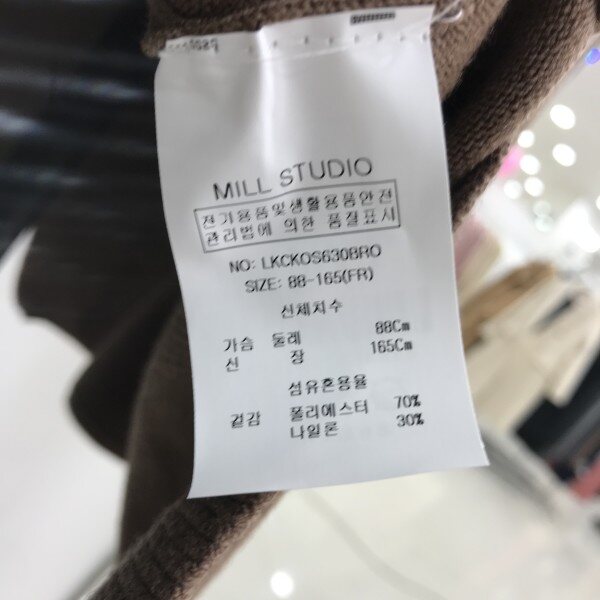 MILL STUDIO
전기용품및생활용품안전
관리법에 의한 품질표시
NO: LKCKOS630BRO
SIZE: 88-165(FR)
신체치수
가슴 둘레 88Cm
신 장 165Cm
섬유혼용율
겉감 폴리에스터 70%
나일론 30%